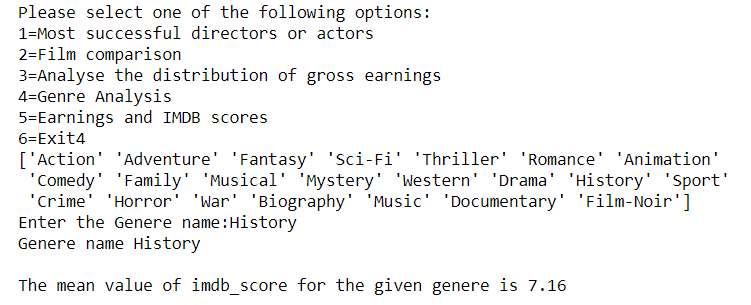 Please select one of the following options:
1=Most successful directors or actors
2=Film comparison
3=Analyse the distribution of gross earnings
4=Genre Analysis
5=Earnings and IMDB scores
6=Exit4
['Action' 'Adventure' 'Fantasy' 'Sci-Fi' 'Thriller' 'Romance' 'Animation'
 'Comedy' 'Family' 'Musical' 'Mystery' 'Western' 'Drama' 'History' 'Sport'
 'Crime' 'Horror' 'War' 'Biography' 'Music' 'Documentary' 'Film-Noir']
Enter the Genere name:History
Genere name History
The mean value of imdb_score for the given genere is 7.16